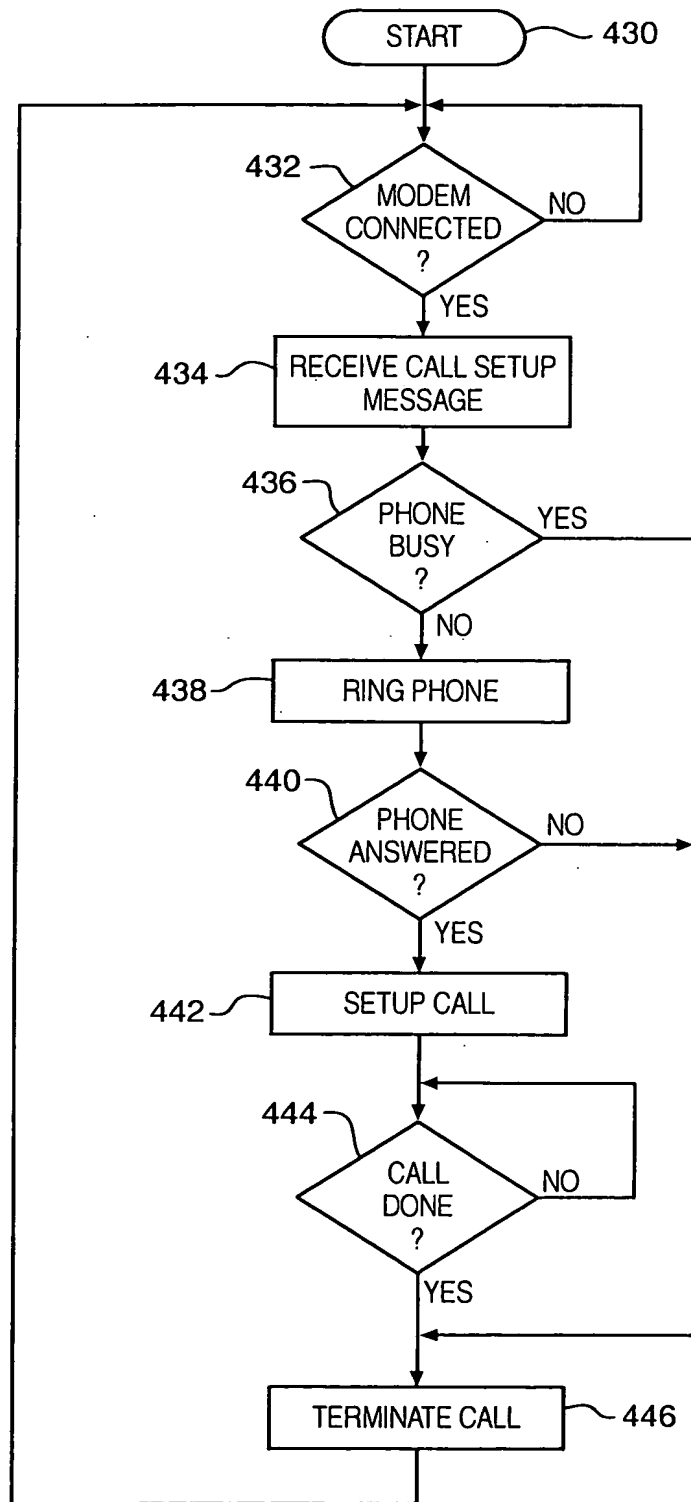 START
430
432
MODEM
CONNECTED
?
NO
YES
434
RECEIVE CALL SETUP
MESSAGE
436
PHONE
BUSY
?
YES
NO
438
RING PHONE
440
PHONE
ANSWERED
?
NO
YES
442
SETUP CALL
444
CALL
DONE
?
NO
YES
TERMINATE CALL
446